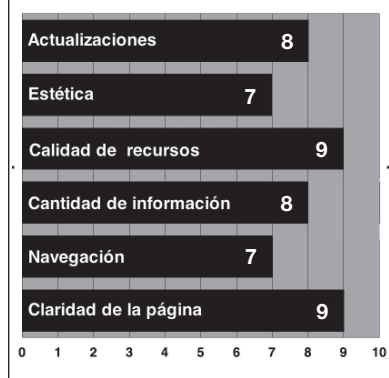 Actualizaciones 8
Estética 7
Calidad de recursos 9
Cantidad de información 8
Navegación 7
Claridad de la página 9
0 1 2 3 4 5 6 7 8 9 10